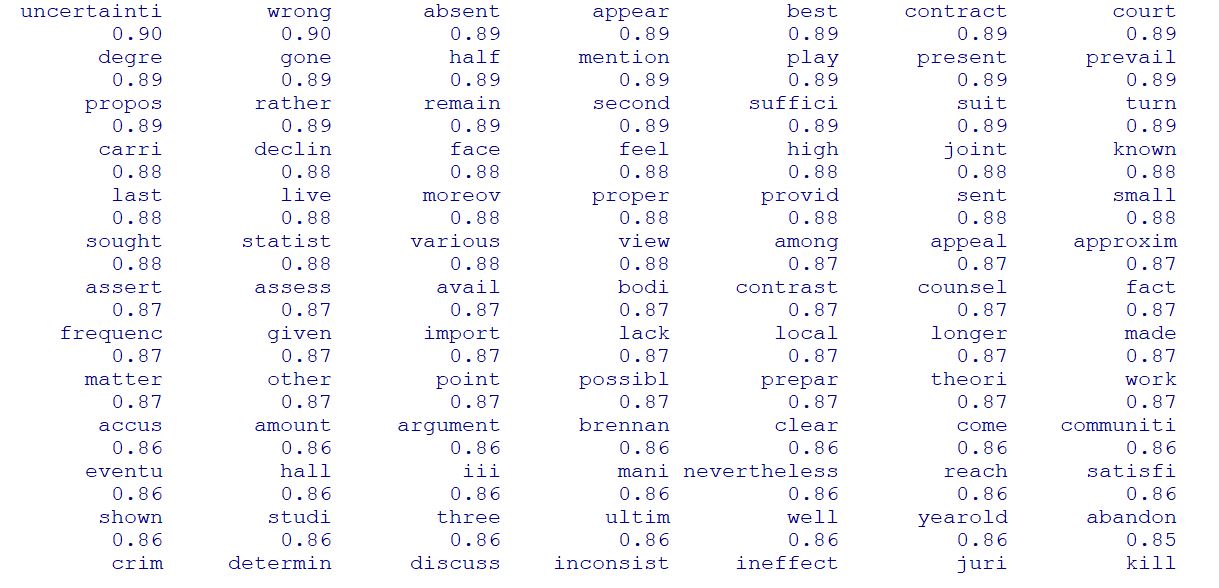 uncertainti wrong absent appear best contract court
0.90 0.90 0.89 0.89 0.89 0.89 0.89
degre gone half mention play present prevail
0.89 0.89 0.89 0.89 0.89 0.89 0.89
propos rather remain second suffici suit turn
0.89 0.89 0.89 0.89 0.89 0.89 0.89
carri declin face feel high joint known
0.88 0.88 0.88 0.88 0.88 0.88 0.88
last live moreov proper provid sent small
0.88 0.88 0.88 0.88 0.88 0.88 0.88
sought statist various view among appeal approxim
0.88 0.88 0.88 0.88 0.87 0.87 0.87
assert assess avail bodi contrast counsel fact
0.87 0.87 0.87 0.87 0.87 0.87 0.87
frequenc given import lack local longer made
0.87 0.87 0.87 0.87 0.87 0.87 0.87
matter other point possibl prepar theori work
0.87 0.87 0.87 0.87 0.87 0.87 0.87
accus amount argument brennan clear come communiti
0.86 0.86 0.86 0.86 0.86 0.86 0.86
eventu hall iii mani nevertheless reach satisfi
0.86 0.86 0.86 0.86 0.86 0.86 0.86
shown studi three ultim well yearold abandon
0.86 0.86 0.86 0.86 0.86 0.86 0.85
crim determin discuss inconsist ineffect juri kill